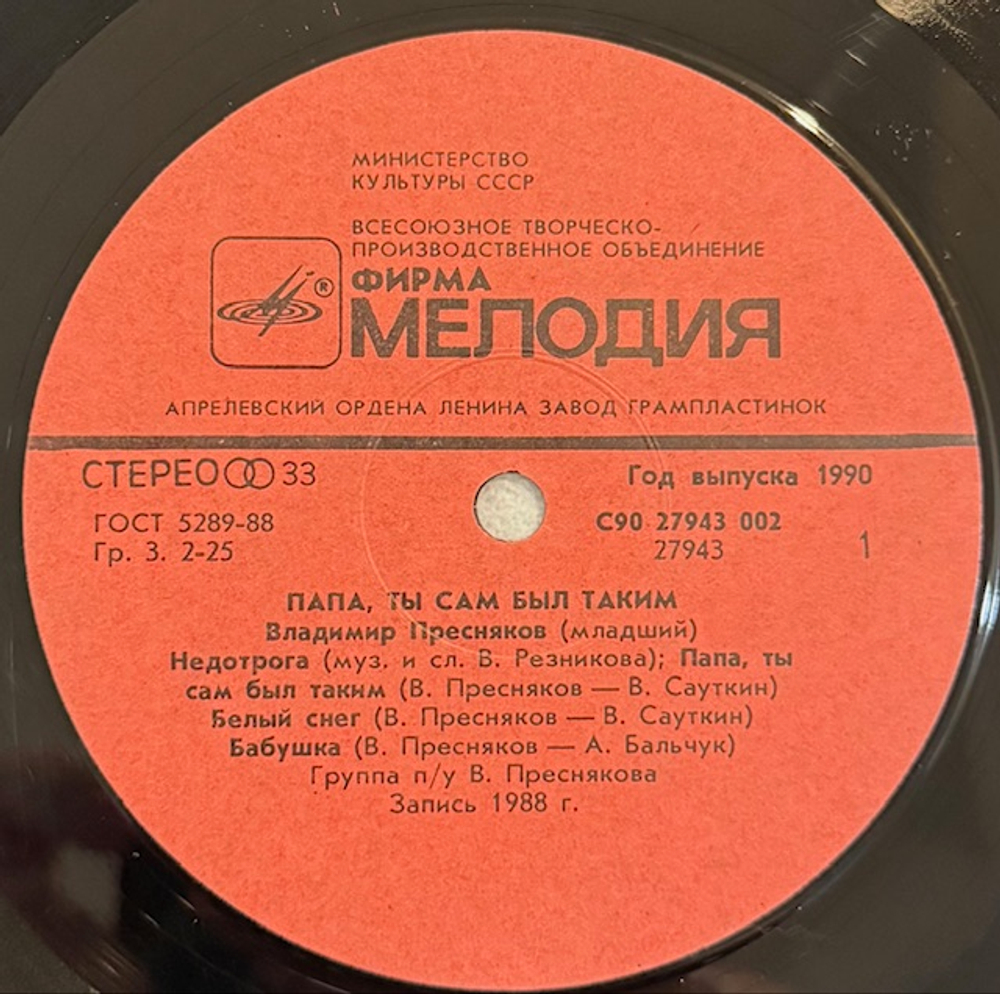 МИНИСТЕРСТВО
КУЛЬТУРЫ СССР
ВСЕСОЮЗНОЕ ТВОРЧЕСКО-
ПРОИЗВОДСТВЕННОЕ ОБЪЕДИНЕНИЕ
®
ФИРМА
МЕЛОДИЯ
АПРЕЛЕВСКИЙ ОРДЕНА ЛЕНИНА ЗАВОД ГРАМПЛАСТИНОК
СТЕРЕО 33
Год выпуска 1990
ГОСТ 5289-88
С90 27943 002
Гр. 3. 2-25
27943
1
ПАПА, ТЫ САМ БЫЛ ТАКИМ
Владимир Пресняков (младший)
Недотрога (муз. и сл. В. Резникова); Папа, ты
сам был таким (В. Пресняков — В. Сауткин)
Белый снег (В. Пресняков — В. Сауткин)
Бабушка (В. Пресняков — А. Бальчук)
Группа п/у В. Преснякова
Запись 1988 г.